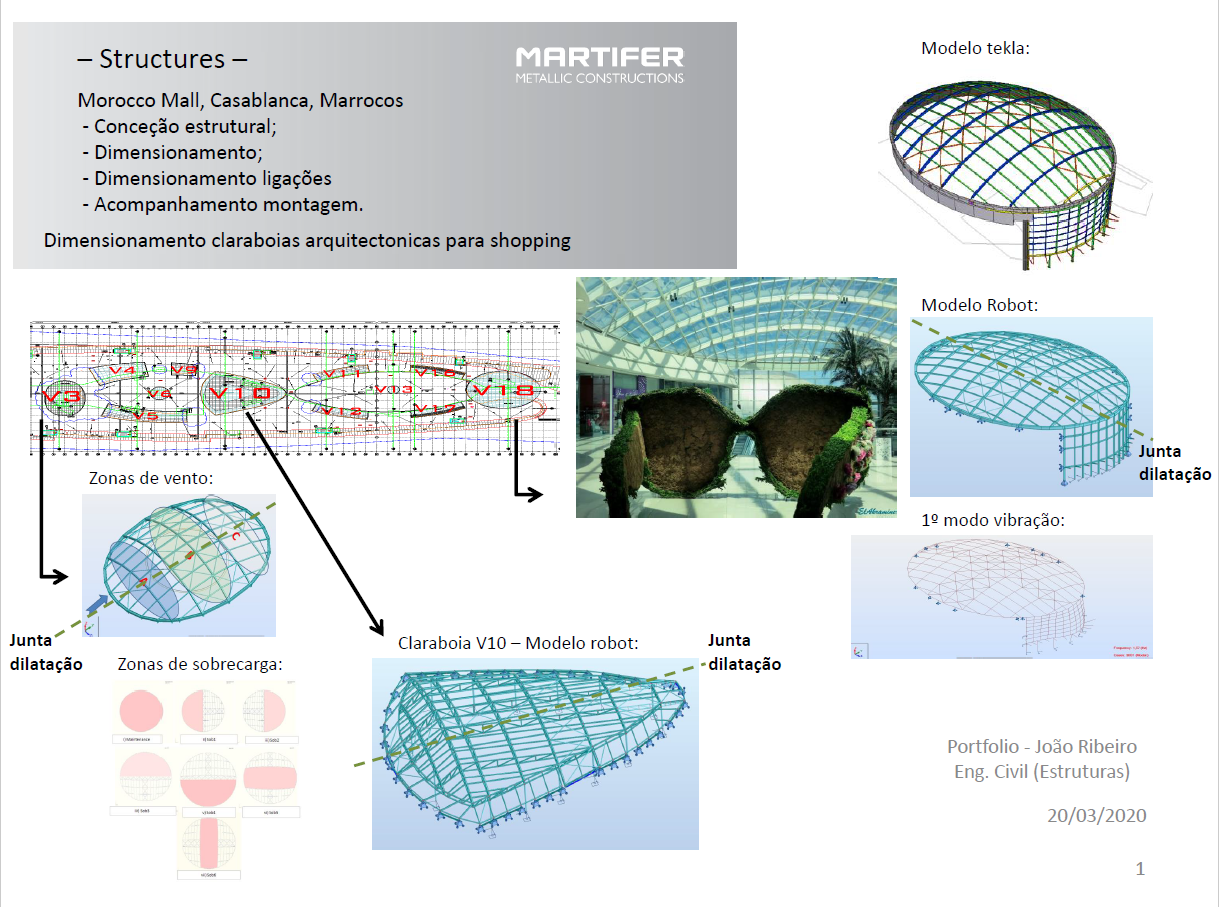 – Structures –
MARTIFER
METALLIC CONSTRUCTIONS
Morocco Mall, Casablanca, Marrocos
- Conceção estrutural;
- Dimensionamento;
- Dimensionamento ligações
- Acompanhamento montagem.
Dimensionamento claraboias arquitectonicas para shopping
Modelo tekla:
V3
V4
V5
V6
V9
V10
V11
V12
V13
V18
Modelo Robot:
Junta
dilatação
Zonas de vento:
A
B
C
Junta
dilatação
1º modo vibração:
Claraboia V10 – Modelo robot:
Junta
dilatação
Zonas de sobrecarga:
Portfolio - João Ribeiro
Eng. Civil (Estruturas)
20/03/2020
1